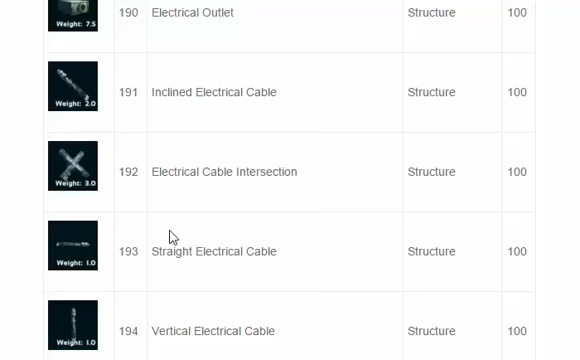 Weight: 7.5 190 Electrical Outlet Structure 100
Weight: 2.0 191 Inclined Electrical Cable Structure 100
Weight: 3.0 192 Electrical Cable Intersection Structure 100
Weight: 1.0 193 Straight Electrical Cable Structure 100
Weight: 1.0 194 Vertical Electrical Cable Structure 100